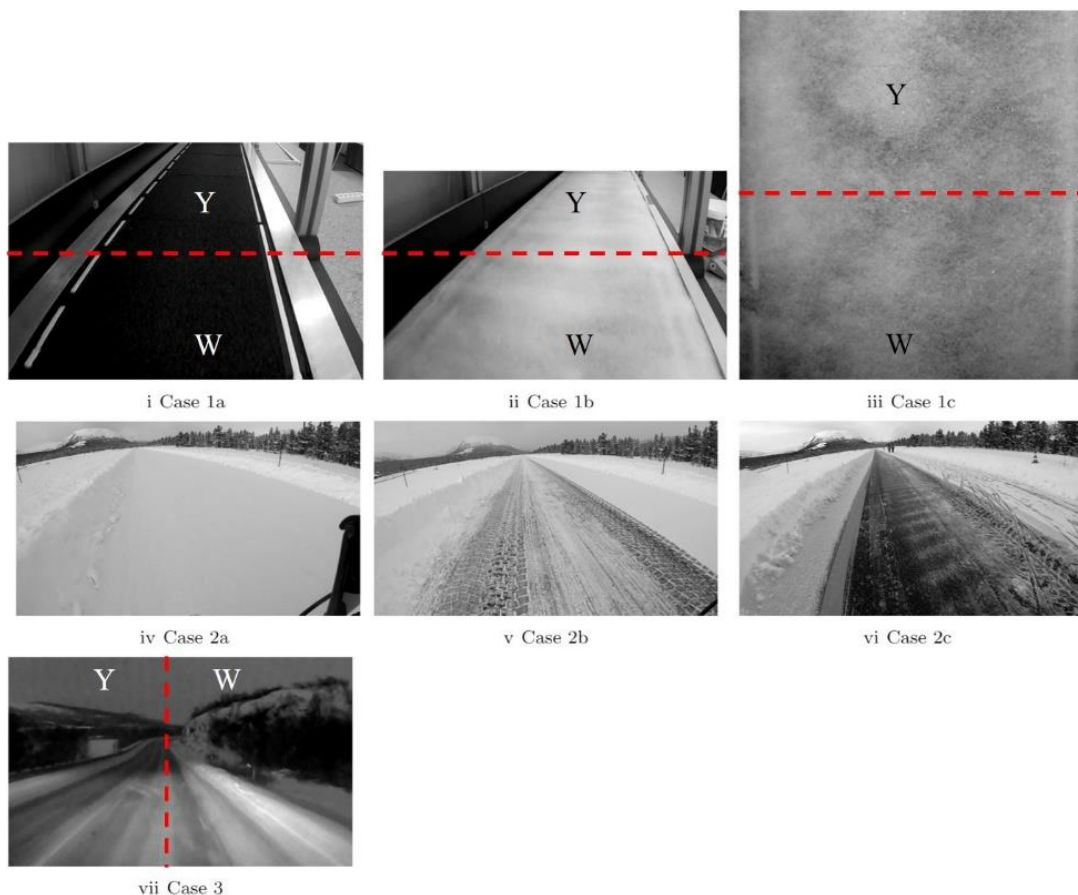 Y
W
i Case 1a
Y
W
ii Case 1b
Y
W
iii Case 1c
iv Case 2a
v Case 2b
vi Case 2c
Y W
vii Case 3